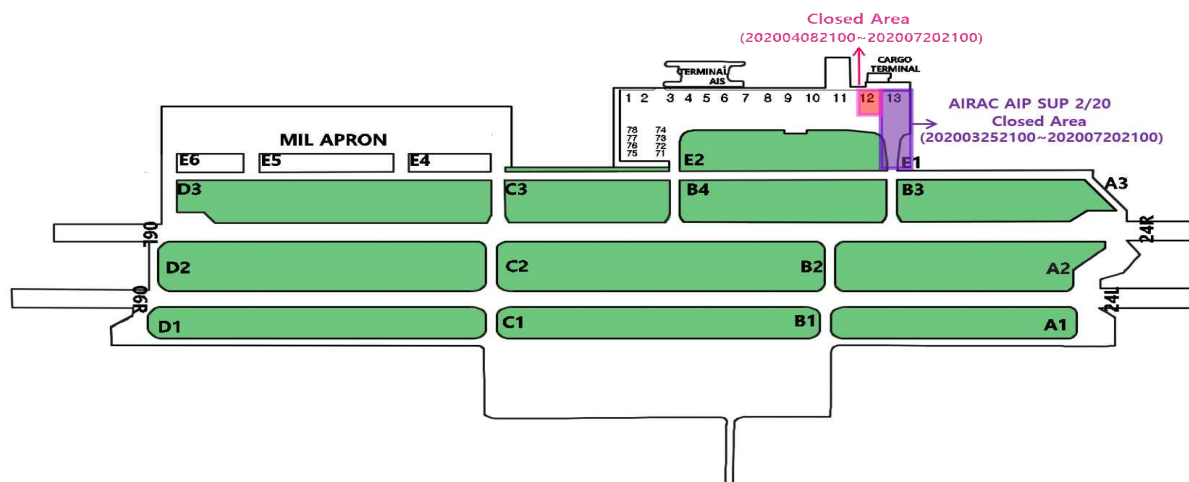 Closed Area
(202004082100~202007202100)
TERMINAL
AIS
CARGO
TERMINAL
1 2 3 4 5 6 7 8 9 10 11 12 13
AIRAC AIP SUP 2/20
Closed Area
(202003252100~202007202100)
78 74
77 73
76 72
75 71
MIL APRON
E6 E5 E4 E2 E1
D3 C3 B4 B3 A3
06L 24R
D2 C2 B2 A2
06R 24L
D1 C1 B1 A1